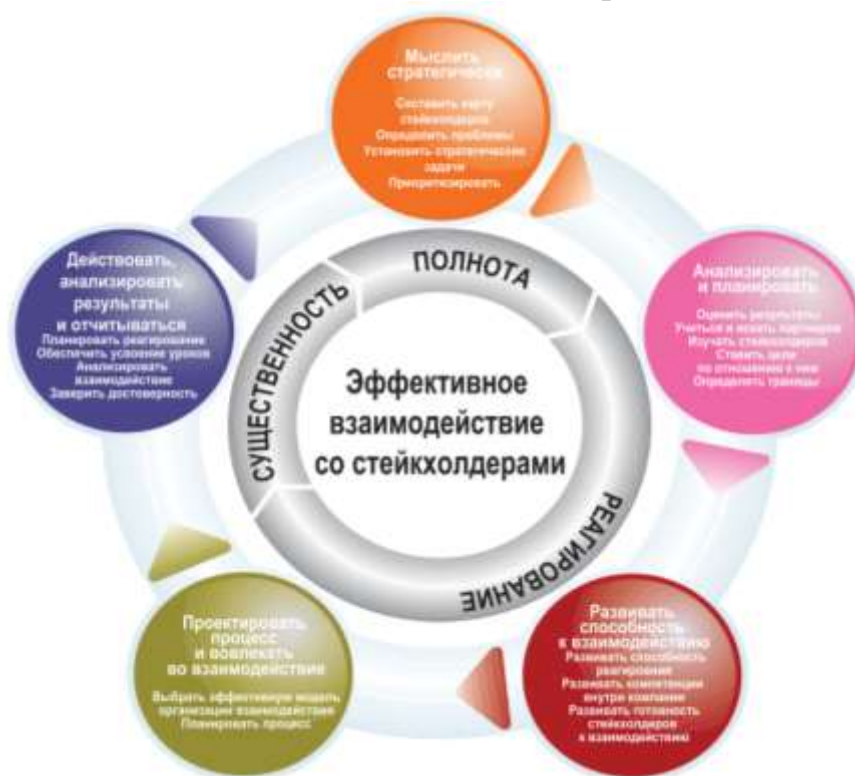 Мыслить
стратегически
Составить карту
стейкхолдеров
Определить проблемы
Установить стратегические
задачи
Приоритизировать
Анализировать
и планировать
Оценить результаты
Учиться и искать партнеров
Изучать стейкхолдеров
Ставить цели
по отношению к ним
Определять границы
Развивать
способность
к взаимодействию
Развивать способность
реагирования
Развивать компетенции
внутри компании
Развивать готовность
стейкхолдеров
к взаимодействию
Проектировать
процесс
и вовлекать
во взаимодействие
Выбрать эффективную модель
организации взаимодействия
Планировать процесс
Действовать,
анализировать
результаты
и отчитываться
Планировать реагирование
Обеспечить усвоение уроков
Анализировать
взаимодействие
Заверить достоверность
ПОЛНОТА
РЕАГИРОВАНИЕ
СУЩЕСТВЕННОСТЬ
Эффективное
взаимодействие
со стейкхолдерами